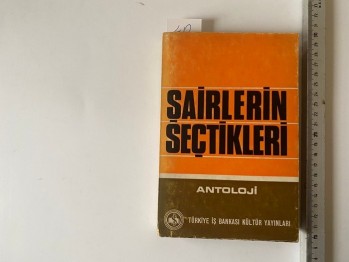 ŞAİRLERİN
SEÇTİKLERİ
ANTOLOJİ
TÜRKİYE İŞ BANKASI KÜLTÜR YAYINLARI